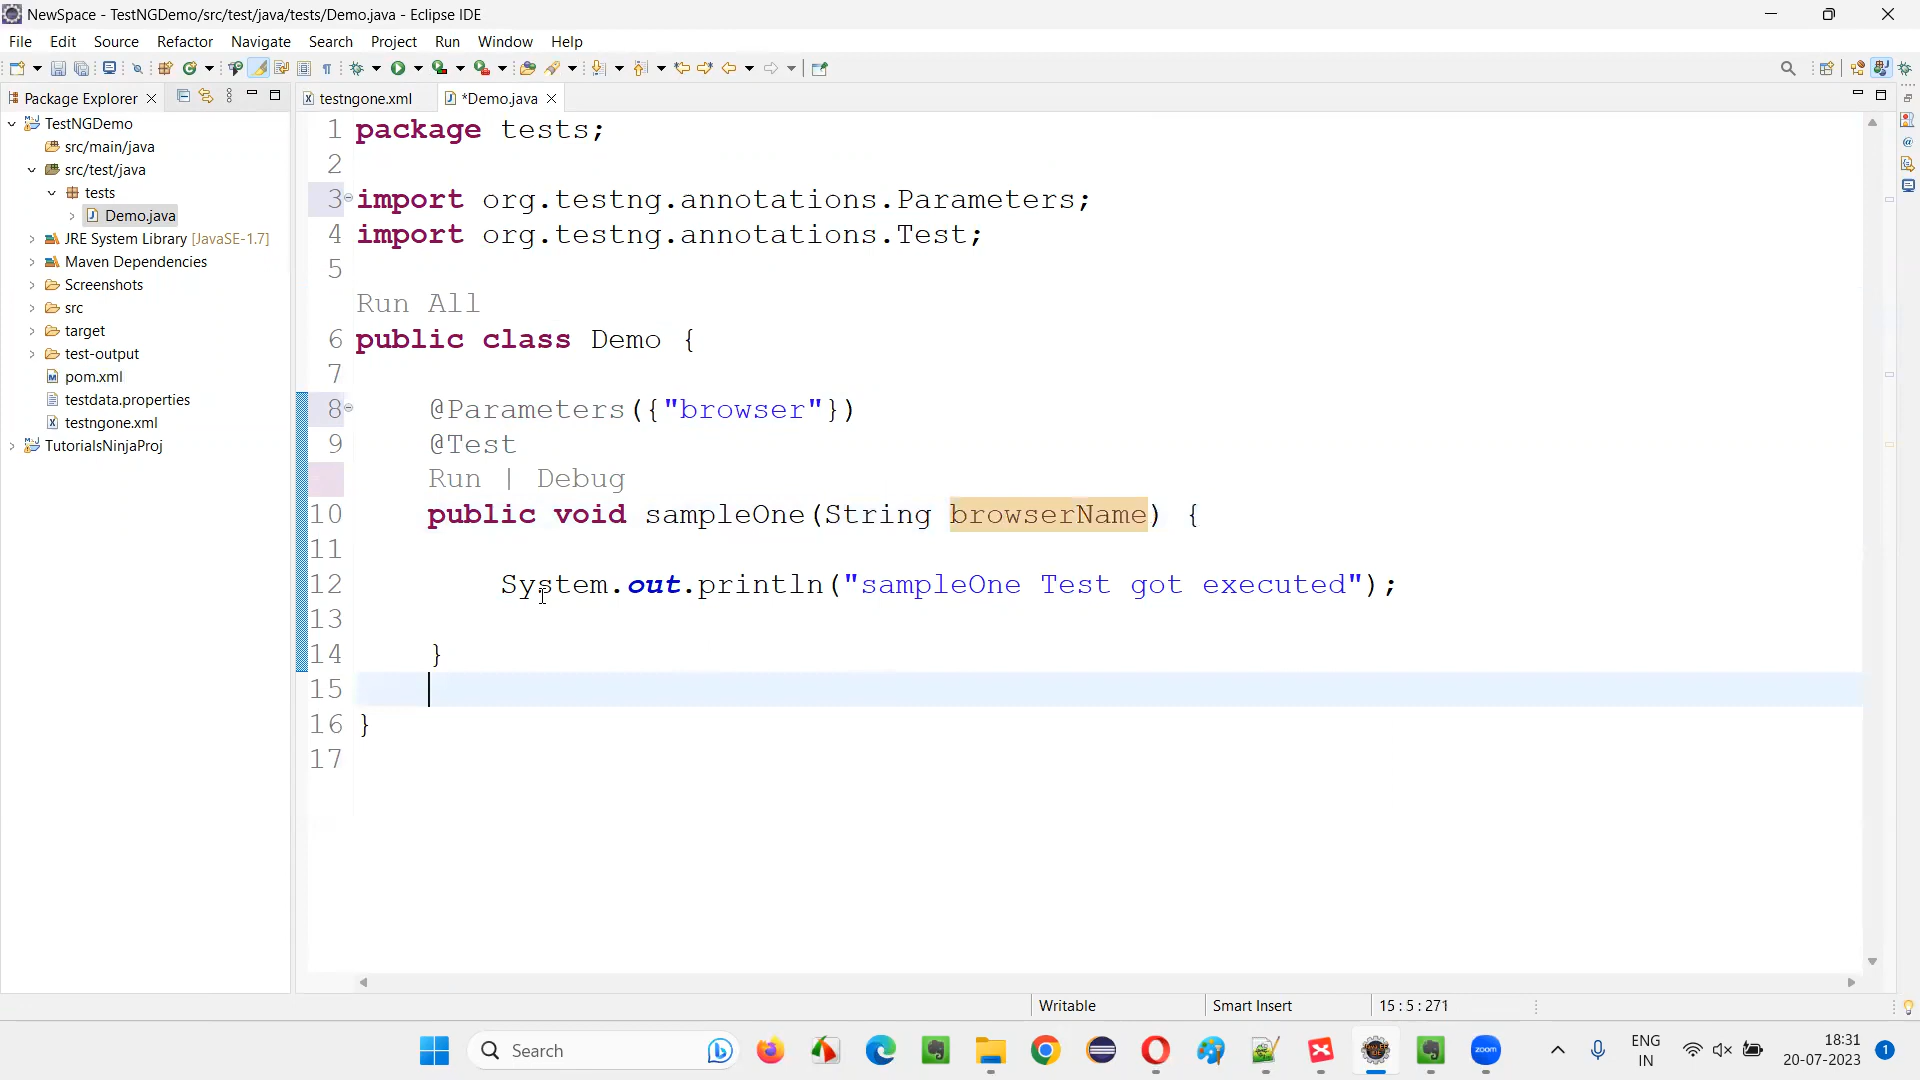 NewSpace - TestNGDemo/src/test/java/tests/Demo.java - Eclipse IDE
File Edit Source Refactor Navigate Search Project Run Window Help
Package Explorer
testngone.xml
*Demo.java
TestNGDemo
src/main/java
src/test/java
tests
Demo.java
JRE System Library [JavaSE-1.7]
Maven Dependencies
Screenshots
src
target
test-output
pom.xml
testdata.properties
testngone.xml
TutorialsNinjaProj
1 package tests;
2
3 import org.testng.annotations.Parameters;
4 import org.testng.annotations.Test;
5
Run All
6 public class Demo {
7
8 @Parameters({"browser"})
9 @Test
Run | Debug
10 public void sampleOne(String browserName) {
11
12 System.out.println("sampleOne Test got executed");
13
14 }
15
16 }
17
Writable
Smart Insert
15 : 5 : 271
Search
zoom
ENG
IN
18:31
20-07-2023
1